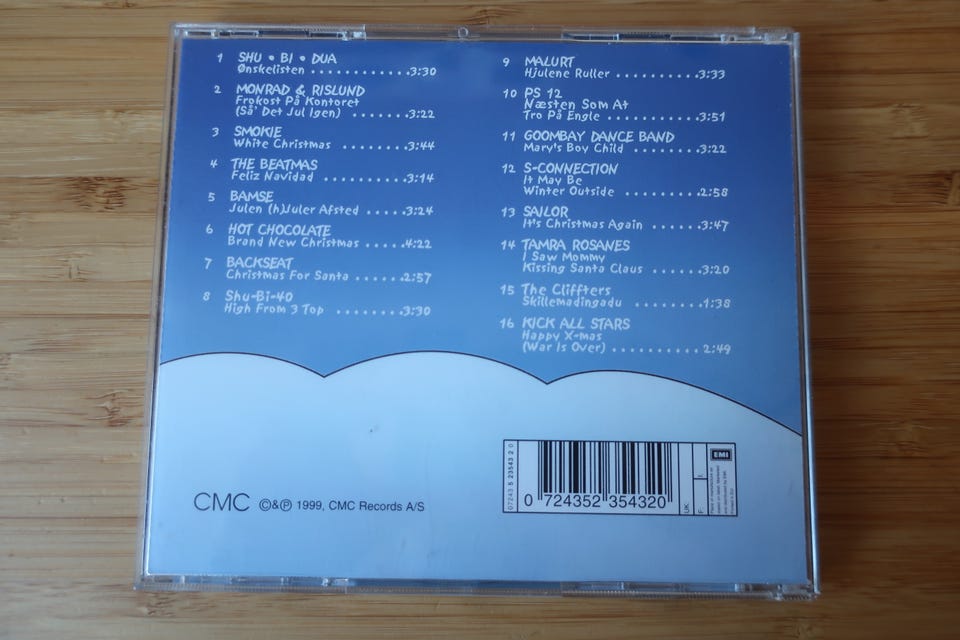 1 SHU • BI • DUA
Ønskelisten . . . . . . . . . . . .3:30
2 MONRAD & RISLUND
Frokost På Kontoret
(Så' Det Jul Igen) . . . . . . .3:22
3 SMOKIE
White Christmas . . . . . . . .3:44
4 THE BEATMAS
Feliz Navidad . . . . . . . . . . .3:14
5 BAMSE
Julen (h)Juler Afsted . . . . .3:24
6 HOT CHOCOLATE
Brand New Christmas . . . . .4:22
7 BACKSEAT
Christmas For Santa . . . . . .2:57
8 Shu-Bi-40
High From 3 Top . . . . . . . .3:30
9 MALURT
Hjulene Ruller . . . . . . . . . .3:33
10 PS 12
Næsten Som At
Tro På Engle . . . . . . . . . . .3:51
11 GOOMBAY DANCE BAND
Mary's Boy Child . . . . . . . .3:22
12 S-CONNECTION
It May Be
Winter Outside . . . . . . . . .2:58
13 SAILOR
It's Christmas Again . . . . .3:47
14 TAMRA ROSANES
I Saw Mommy
Kissing Santa Claus . . . . . .3:20
15 The Cliffters
Skillemadingadu . . . . . . . .1:38
16 KICK ALL STARS
Happy X-mas
(War Is Over) . . . . . . . . . . 2:49
CMC ©&℗ 1999, CMC Records A/S
07243 5 23543 2 0
0 724352 354320
UK
F
EMI